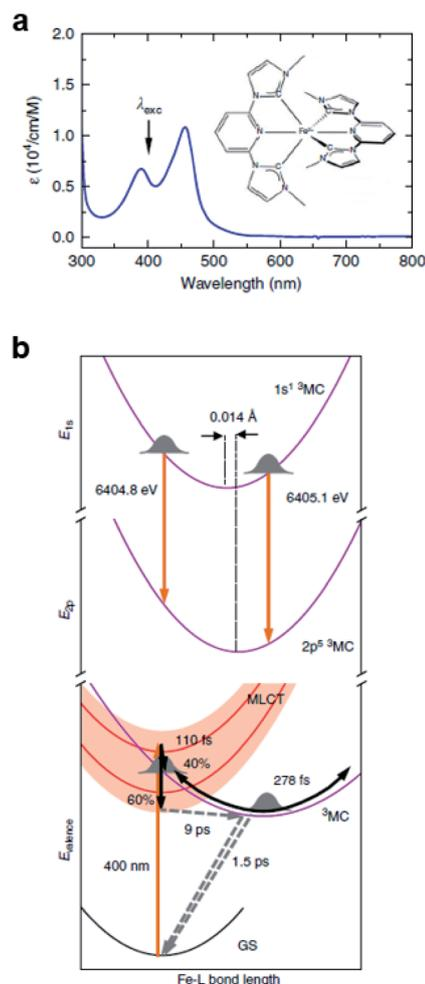 a
2.0
1.5
1.0
0.5
0.0
ε (10⁴/cm/M)
λexc
N
N
N
N
N
C
C
Fe²⁺
N
N
N
N
N
C
C
300 400 500 600 700 800
Wavelength (nm)
b
E1s
1s¹ ³MC
0.014 Å
6404.8 eV
6405.1 eV
E2p
2p⁵ ³MC
Evalence
MLCT
110 fs
40%
278 fs
60%
³MC
9 ps
1.5 ps
400 nm
GS
Fe-L bond length